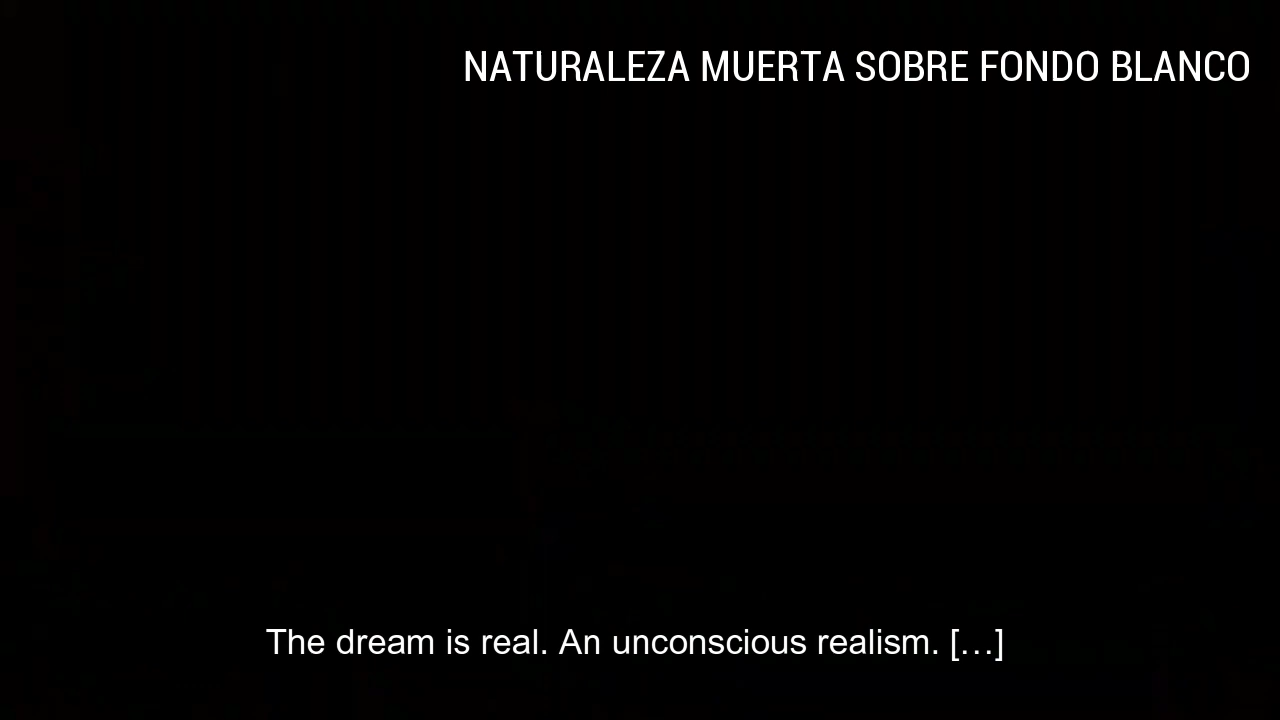 NATURALEZA MUERTA SOBRE FONDO BLANCO
The dream is real. An unconscious realism. […]